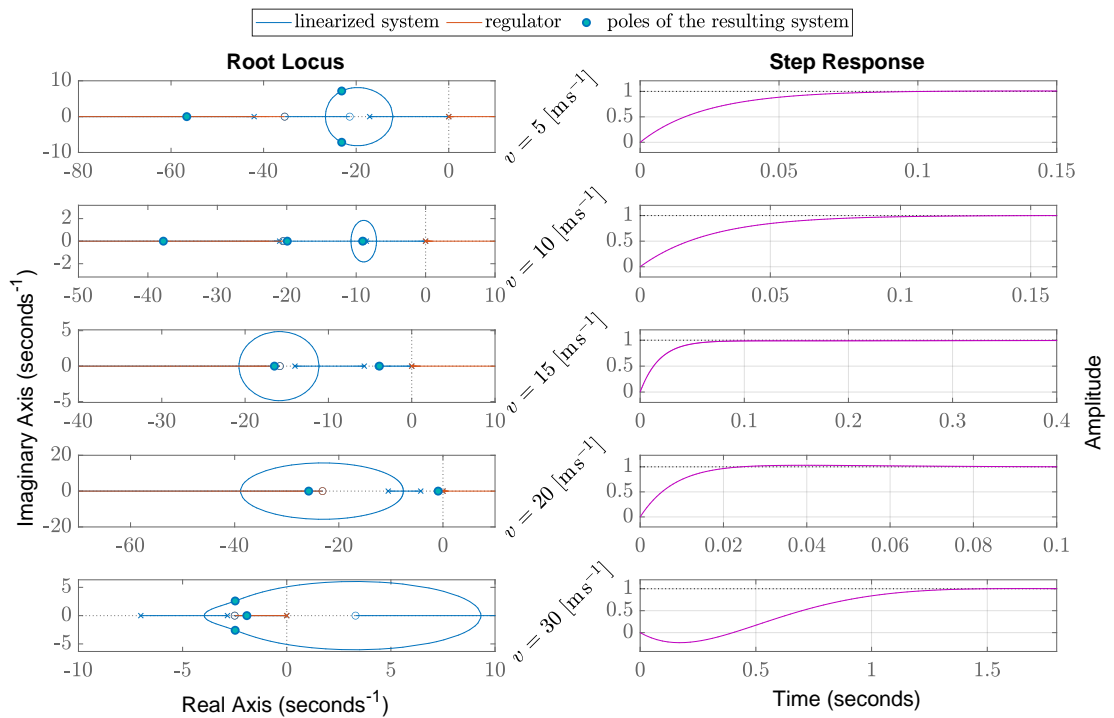 linearized system regulator poles of the resulting system
Root Locus
Step Response
10
0
-10
-80 -60 -40 -20 0
v = 5 [ms⁻¹]
1
0.5
0
0 0.05 0.1 0.15
2
0
-2
-50 -40 -30 -20 -10 0 10
v = 10 [ms⁻¹]
1
0.5
0
0 0.05 0.1 0.15
5
0
-5
-40 -30 -20 -10 0 10
v = 15 [ms⁻¹]
1
0.5
0
0 0.1 0.2 0.3 0.4
20
0
-20
-60 -40 -20 0
v = 20 [ms⁻¹]
1
0.5
0
0 0.02 0.04 0.06 0.08 0.1
5
0
-5
-10 -5 0 5 10
v = 30 [ms⁻¹]
1
0.5
0
0 0.5 1 1.5
Imaginary Axis (seconds⁻¹)
Amplitude
Real Axis (seconds⁻¹)
Time (seconds)